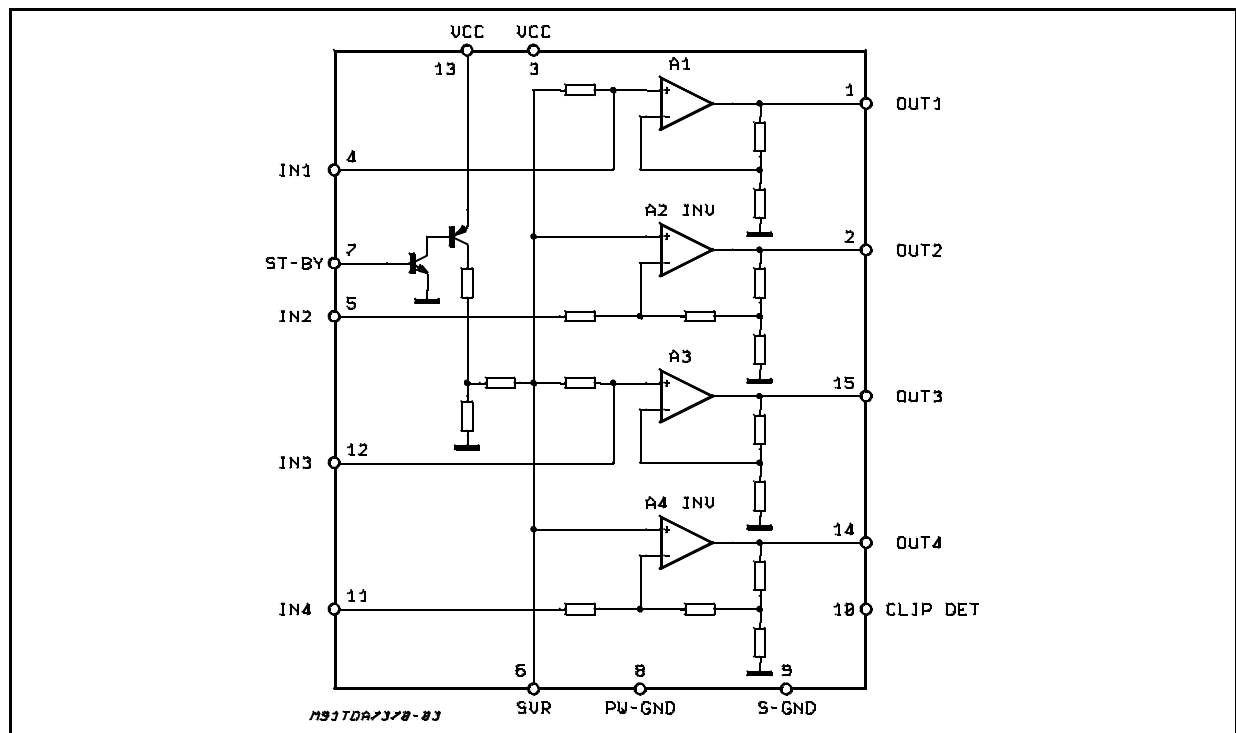 VCC VCC
13 3
A1
+
-
1 OUT1
4
IN1
A2 INV
+
-
2 OUT2
7
ST-BY
5
IN2
A3
+
-
15 OUT3
12
IN3
A4 INV
+
-
14 OUT4
11
IN4
10 CLIP DET
6 8 9
SVR PW-GND S-GND
M93TDA7378-03